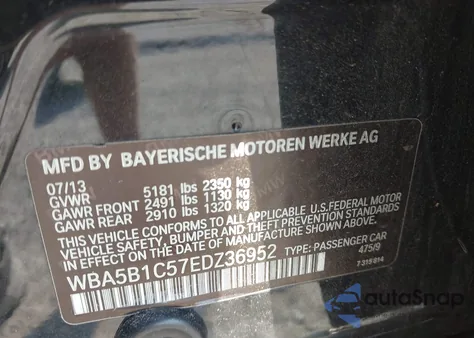 MFD BY BAYERISCHE MOTOREN WERKE AG
07/13
GVWR 5181 lbs 2350 kg
GAWR FRONT 2491 lbs 1130 kg
GAWR REAR 2910 lbs 1320 kg
THIS VEHICLE CONFORMS TO ALL APPLICABLE U.S. FEDERAL MOTOR
VEHICLE SAFETY, BUMPER, AND THEFT PREVENTION STANDARDS
IN EFFECT ON THE DATE OF MANUFACTURE SHOWN ABOVE.
WBA5B1C57EDZ36952 TYPE: PASSENGER CAR
475/9
autoSnap